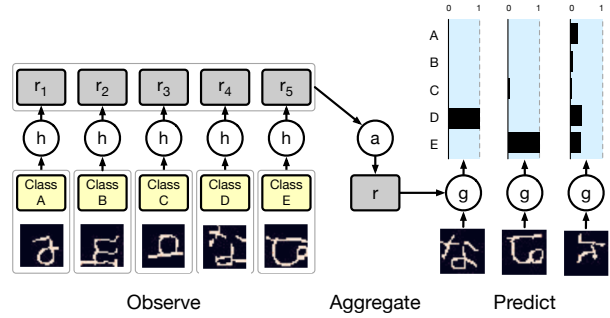 0 1 0 1 0 1
A
B
C
D
E
r1 r2 r3 r4 r5
h h h h h
a
Class A Class B Class C Class D Class E
r
g g g
Observe Aggregate Predict